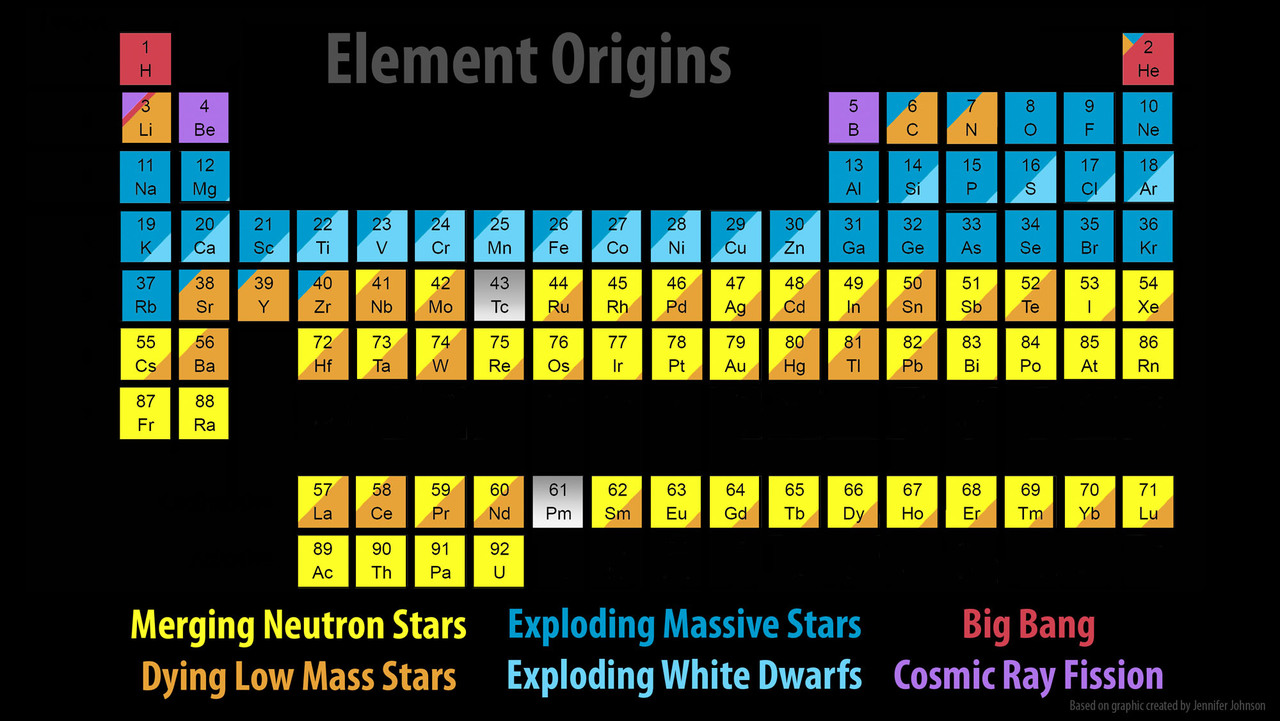 Element Origins
1 2
H He
3 4 5 6 7 8 9 10
Li Be B C N O F Ne
11 12 13 14 15 16 17 18
Na Mg Al Si P S Cl Ar
19 20 21 22 23 24 25 26 27 28 29 30 31 32 33 34 35 36
K Ca Sc Ti V Cr Mn Fe Co Ni Cu Zn Ga Ge As Se Br Kr
37 38 39 40 41 42 43 44 45 46 47 48 49 50 51 52 53 54
Rb Sr Y Zr Nb Mo Tc Ru Rh Pd Ag Cd In Sn Sb Te I Xe
55 56 72 73 74 75 76 77 78 79 80 81 82 83 84 85 86
Cs Ba Hf Ta W Re Os Ir Pt Au Hg Tl Pb Bi Po At Rn
87 88
Fr Ra
57 58 59 60 61 62 63 64 65 66 67 68 69 70 71
La Ce Pr Nd Pm Sm Eu Gd Tb Dy Ho Er Tm Yb Lu
89 90 91 92
Ac Th Pa U
Merging Neutron Stars Exploding Massive Stars Big Bang
Dying Low Mass Stars Exploding White Dwarfs Cosmic Ray Fission
Based on graphic created by Jennifer Johnson